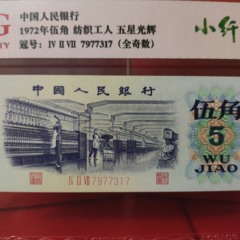 G
TY
中国人民银行
1972年伍角 纺织工人 五星光辉
冠号：Ⅳ Ⅱ Ⅶ 7977317（全奇数）
小纤
中国人民银行
伍角
5
WU
JIAO
Ⅳ Ⅱ Ⅶ 7977317